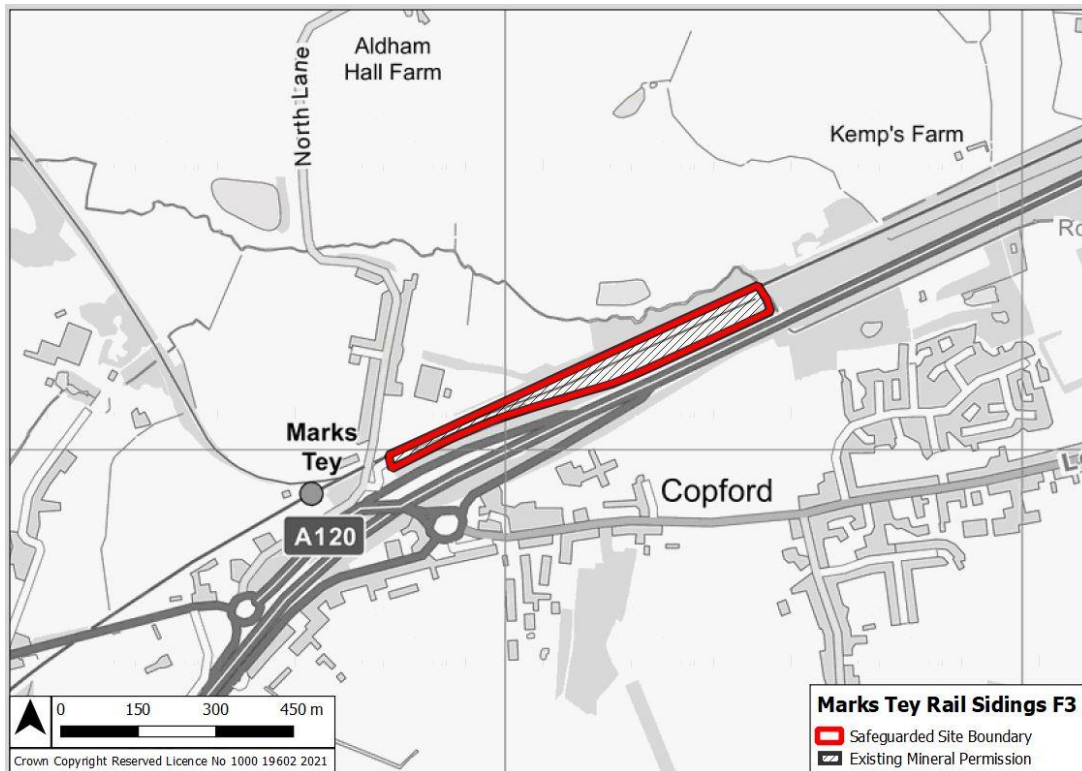 Aldham
Hall Farm
North Lane
Kemp's Farm
Marks
Tey
A120
Copford
0 150 300 450 m
Crown Copyright Reserved Licence No 1000 19602 2021
Marks Tey Rail Sidings F3
Safeguarded Site Boundary
Existing Mineral Permission